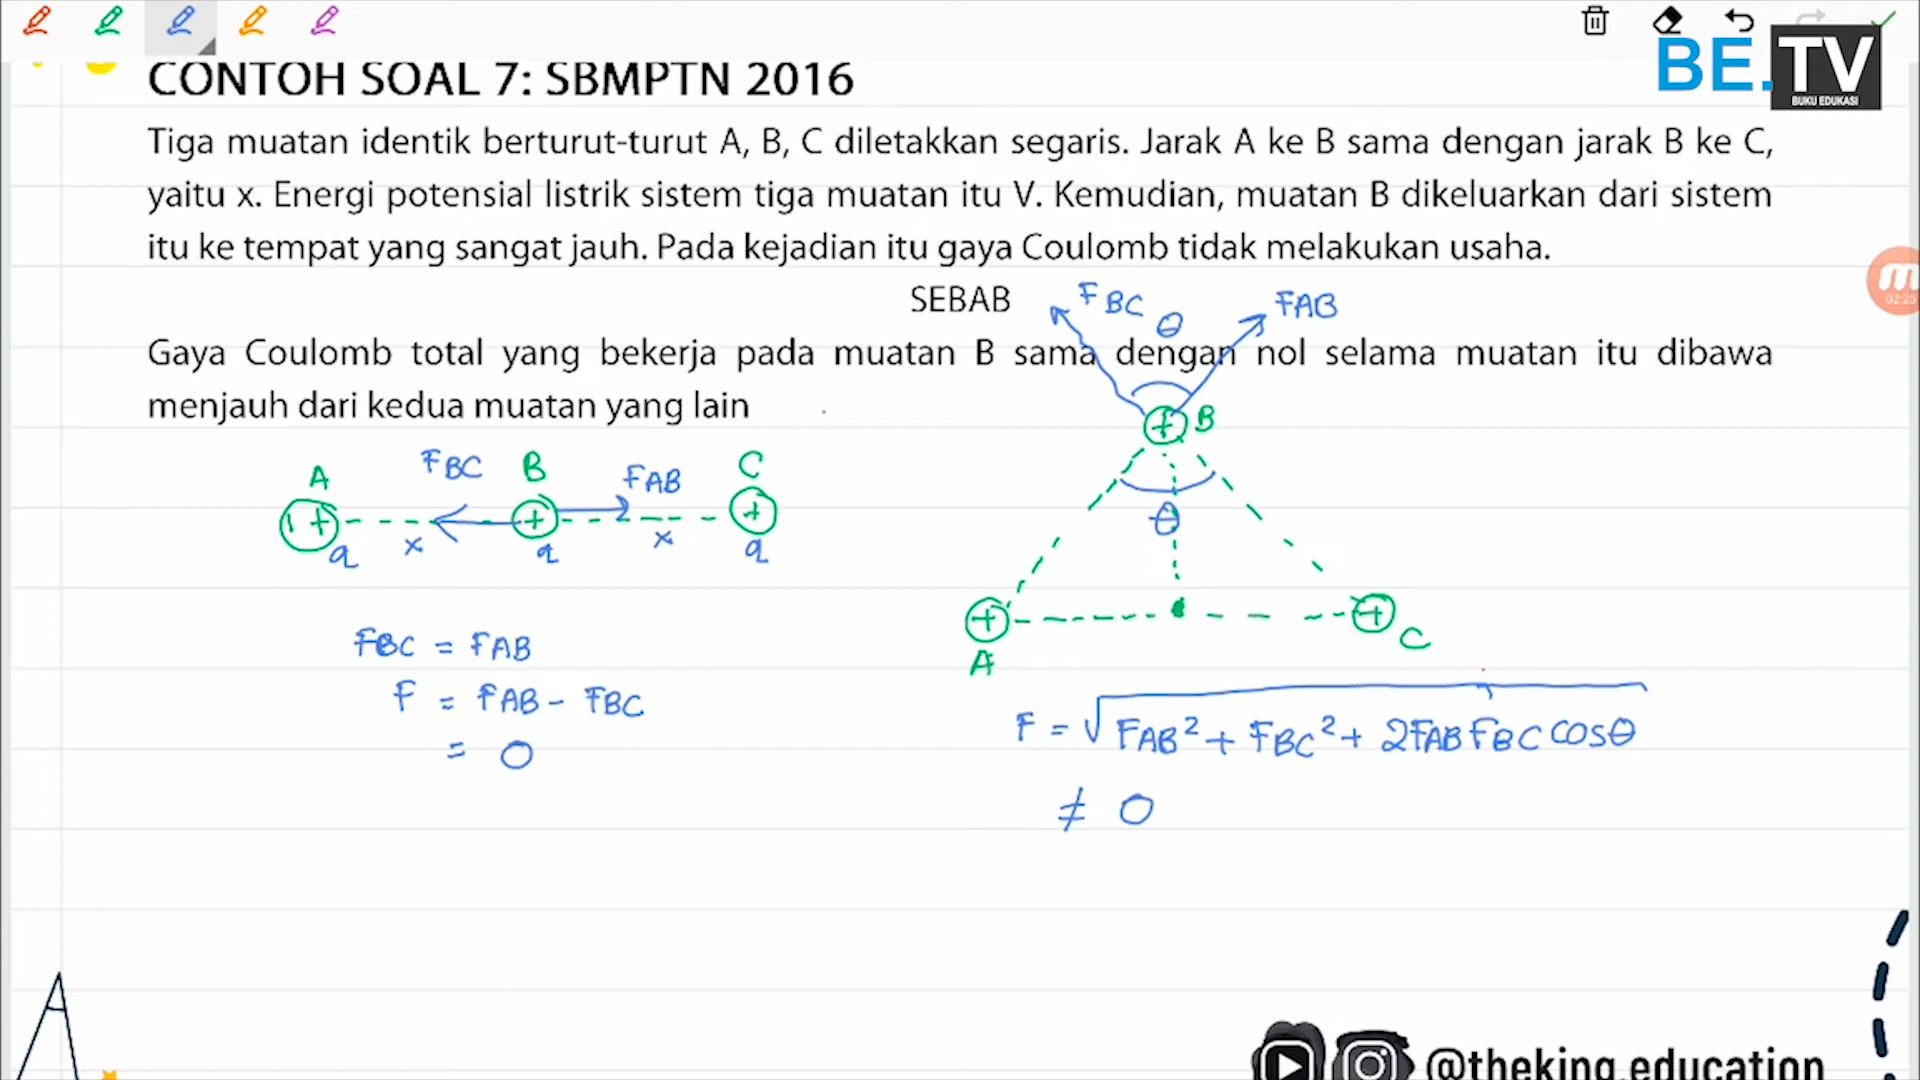 BE.TV
BUKU EDUKASI
CONTOH SOAL 7: SBMPTN 2016
Tiga muatan identik berturut-turut A, B, C diletakkan segaris. Jarak A ke B sama dengan jarak B ke C,
yaitu x. Energi potensial listrik sistem tiga muatan itu V. Kemudian, muatan B dikeluarkan dari sistem
itu ke tempat yang sangat jauh. Pada kejadian itu gaya Coulomb tidak melakukan usaha.
SEBAB
Gaya Coulomb total yang bekerja pada muatan B sama dengan nol selama muatan itu dibawa
menjauh dari kedua muatan yang lain
A FBC B FAB C
+ + +
q x q x q
FBC = FAB
F = FAB - FBC
= 0
FBC θ FAB
+ B
θ
+ +
A C
F = √FAB² + FBC² + 2FAB FBC cos θ
≠ 0
A
@theking.education
02:25